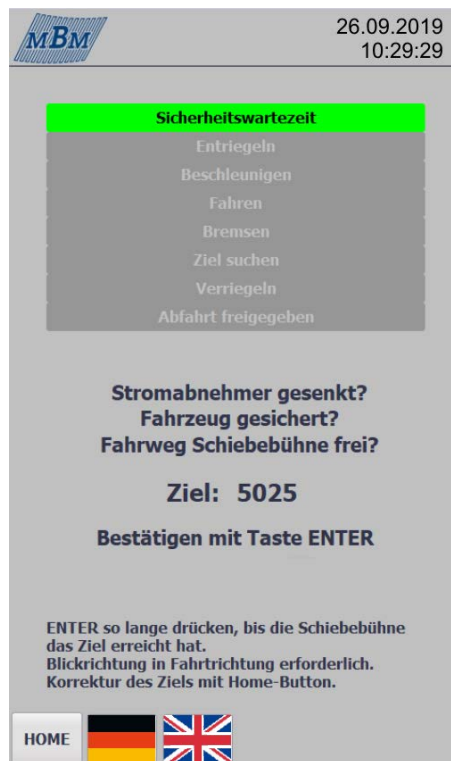 MBM
26.09.2019
10:29:29
Sicherheitswartezeit
Entriegeln
Beschleunigen
Fahren
Bremsen
Ziel suchen
Verriegeln
Abfahrt freigegeben
Stromabnehmer gesenkt?
Fahrzeug gesichert?
Fahrweg Schiebebühne frei?
Ziel: 5025
Bestätigen mit Taste ENTER
ENTER so lange drücken, bis die Schiebebühne
das Ziel erreicht hat.
Blickrichtung in Fahrtrichtung erforderlich.
Korrektur des Ziels mit Home-Button.
HOME